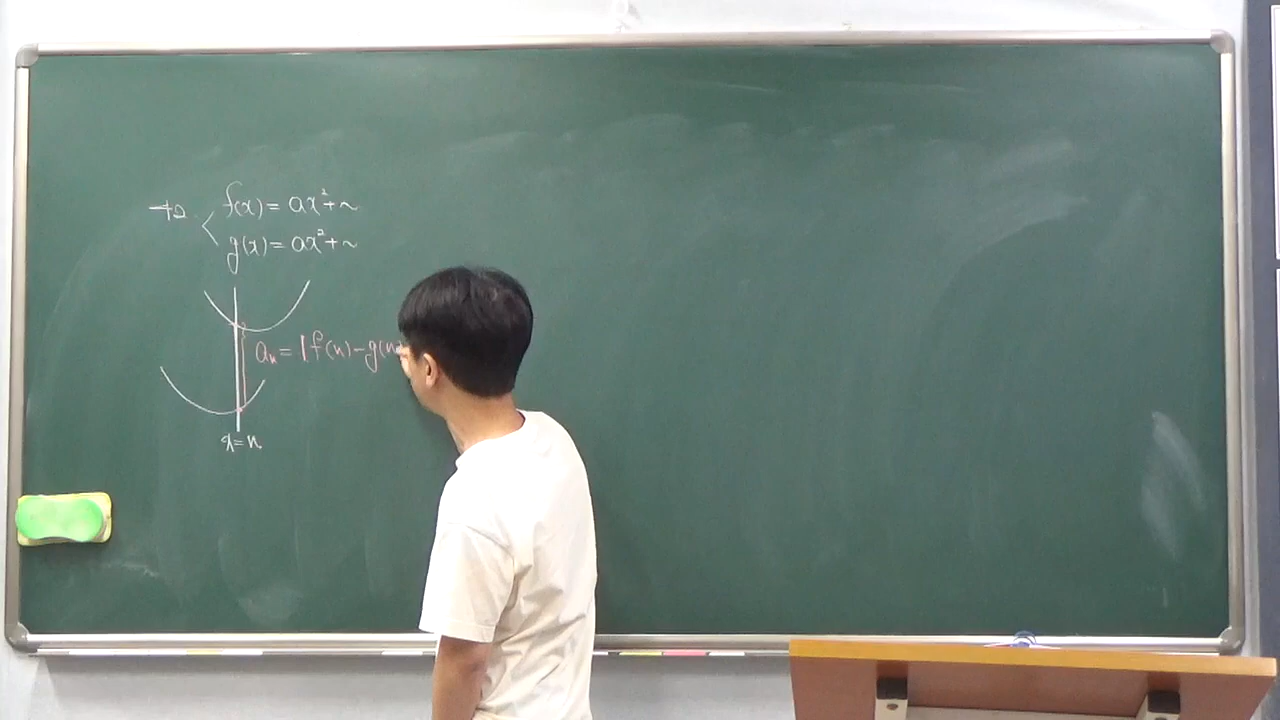 f(x) = ax²+~
g(x) = ax²+~
aₙ = |f(n)-g(n)
x=n